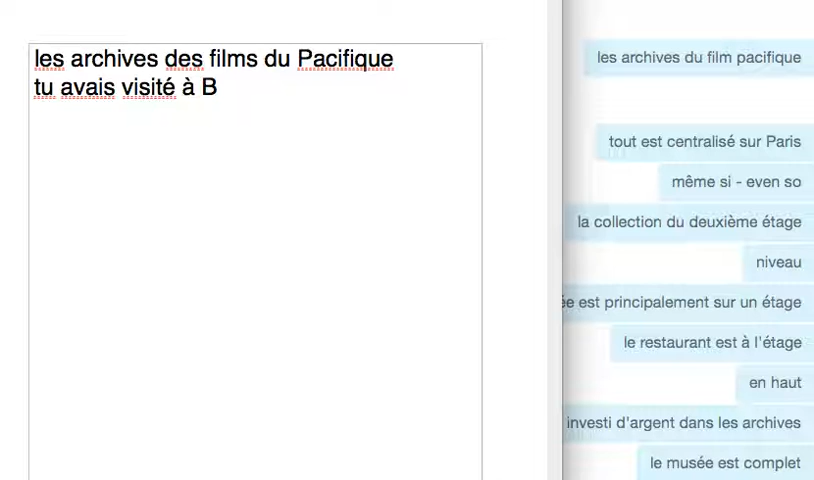 les archives des films du Pacifique
tu avais visité à B
les archives du film pacifique
tout est centralisé sur Paris
même si - even so
la collection du deuxième étage
niveau
est principalement sur un étage
le restaurant est à l'étage
en haut
investi d'argent dans les archives
le musée est complet